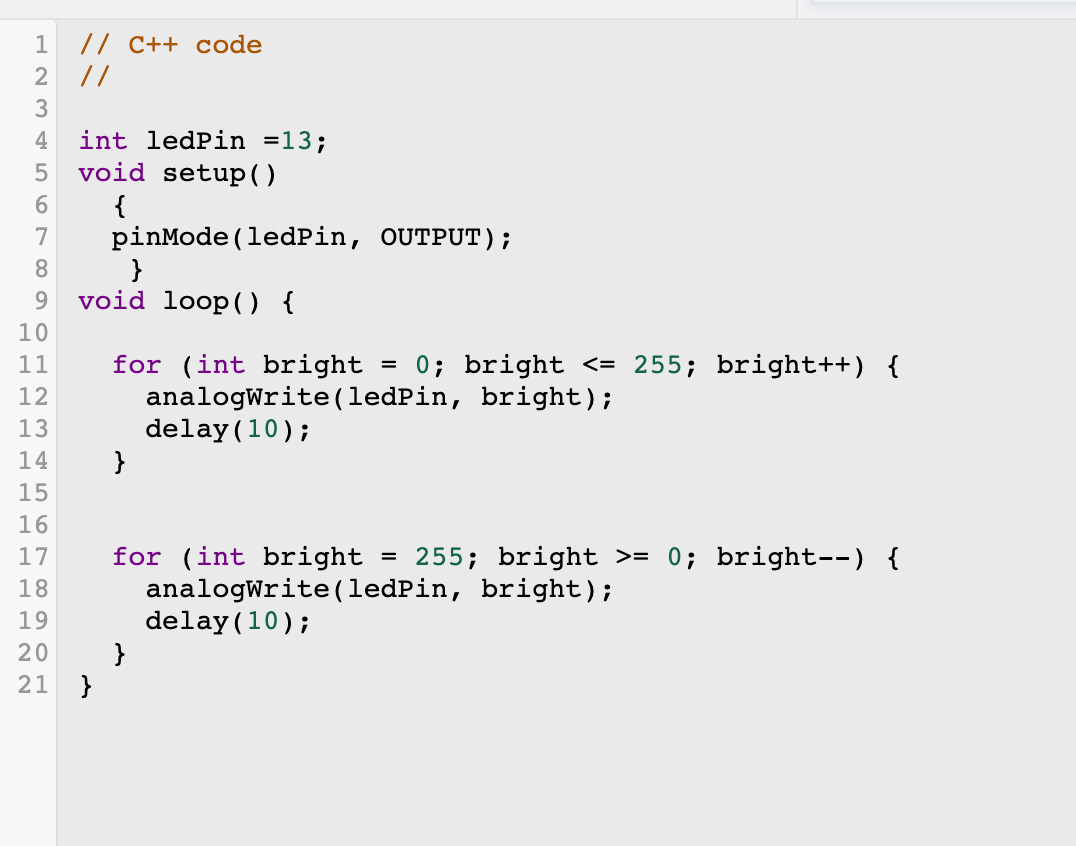 1 // C++ code
2 //
3
4 int ledPin =13;
5 void setup()
6   {
7   pinMode(ledPin, OUTPUT);
8    }
9 void loop() {
10
11   for (int bright = 0; bright <= 255; bright++) {
12     analogWrite(ledPin, bright);
13     delay(10);
14   }
15
16
17   for (int bright = 255; bright >= 0; bright--) {
18     analogWrite(ledPin, bright);
19     delay(10);
20   }
21 }